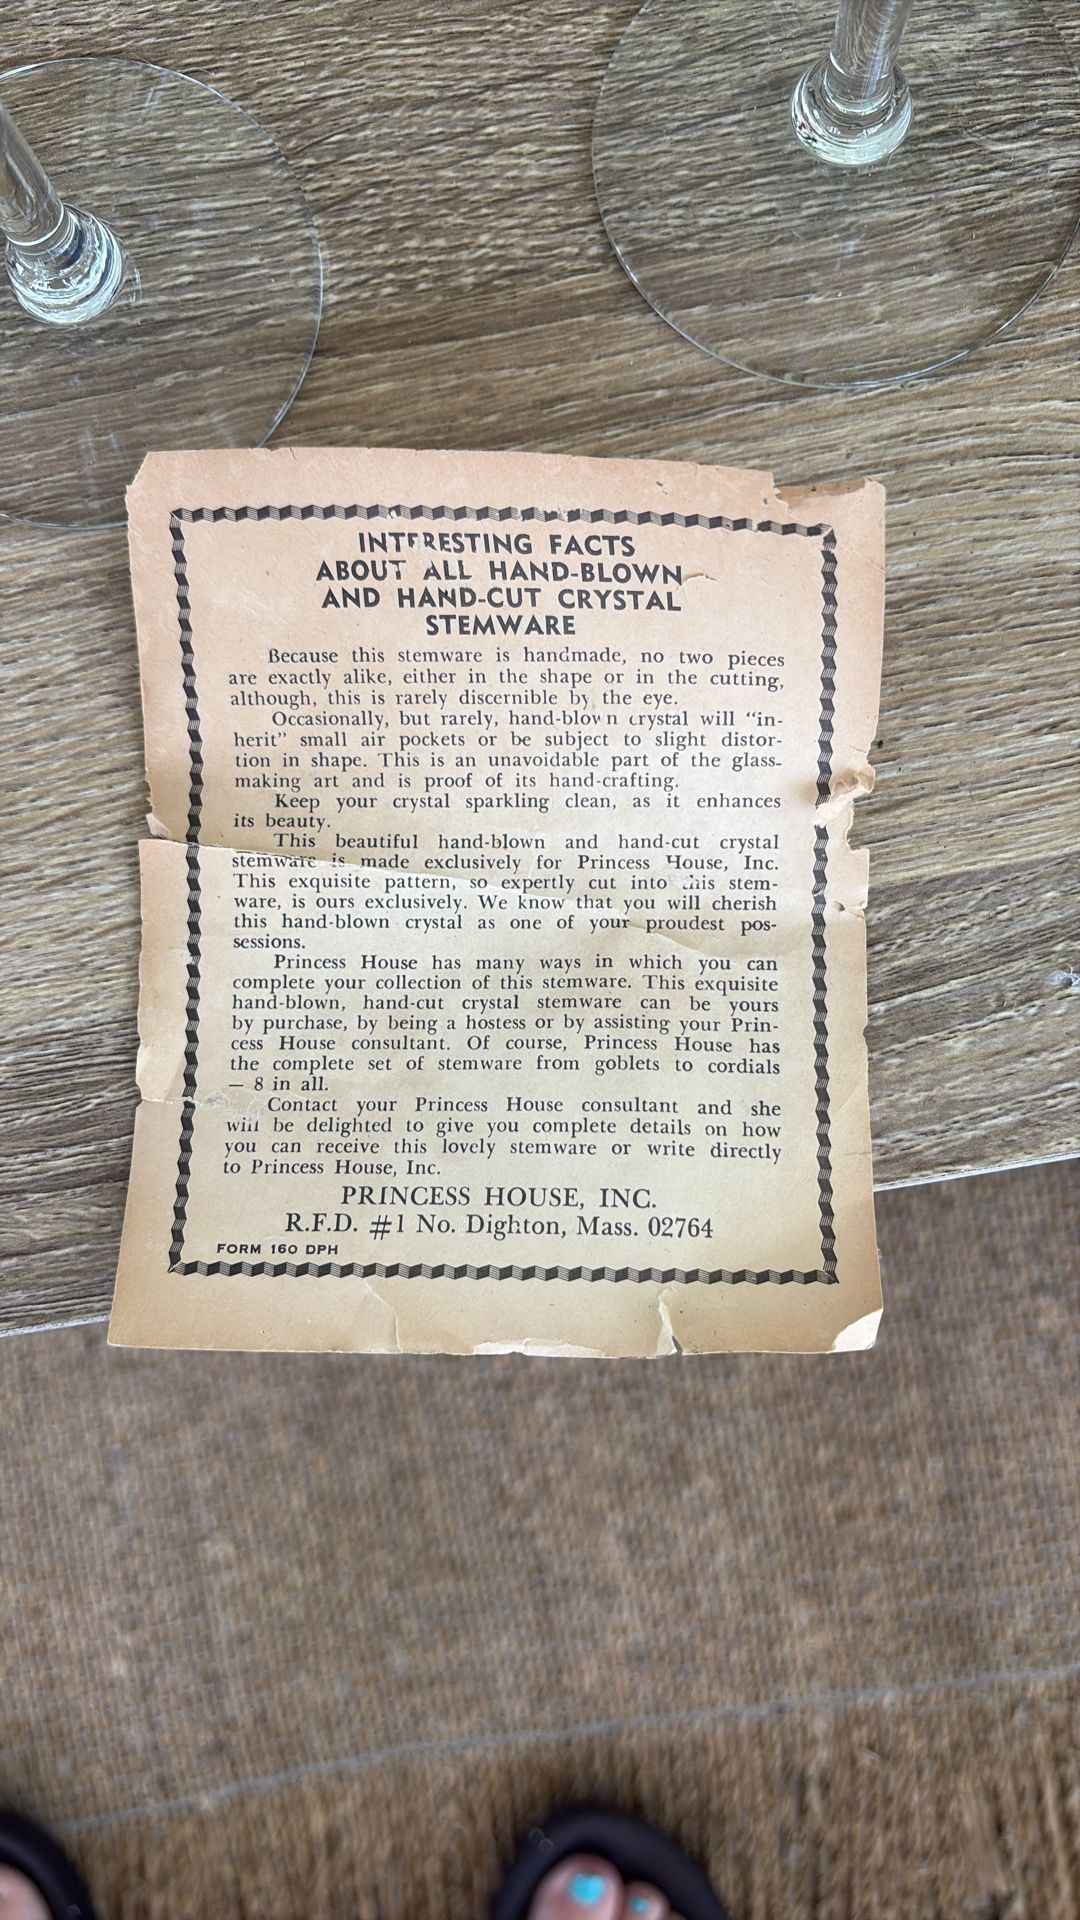 INTERESTING FACTS
ABOUT ALL HAND-BLOWN
AND HAND-CUT CRYSTAL
STEMWARE
Because this stemware is handmade, no two pieces
are exactly alike, either in the shape or in the cutting,
although, this is rarely discernible by the eye.
Occasionally, but rarely, hand-blown crystal will “in-
herit” small air pockets or be subject to slight distor-
tion in shape. This is an unavoidable part of the glass-
making art and is proof of its hand-crafting.
Keep your crystal sparkling clean, as it enhances
its beauty.
This beautiful hand-blown and hand-cut crystal
stemware is made exclusively for Princess House, Inc.
This exquisite pattern, so expertly cut into this stem-
ware, is ours exclusively. We know that you will cherish
this hand-blown crystal as one of your proudest pos-
sessions.
Princess House has many ways in which you can
complete your collection of this stemware. This exquisite
hand-blown, hand-cut crystal stemware can be yours
by purchase, by being a hostess or by assisting your Prin-
cess House consultant. Of course, Princess House has
the complete set of stemware from goblets to cordials
— 8 in all.
Contact your Princess House consultant and she
will be delighted to give you complete details on how
you can receive this lovely stemware or write directly
to Princess House, Inc.
PRINCESS HOUSE, INC.
R.F.D. #1 No. Dighton, Mass. 02764
FORM 160 DPH